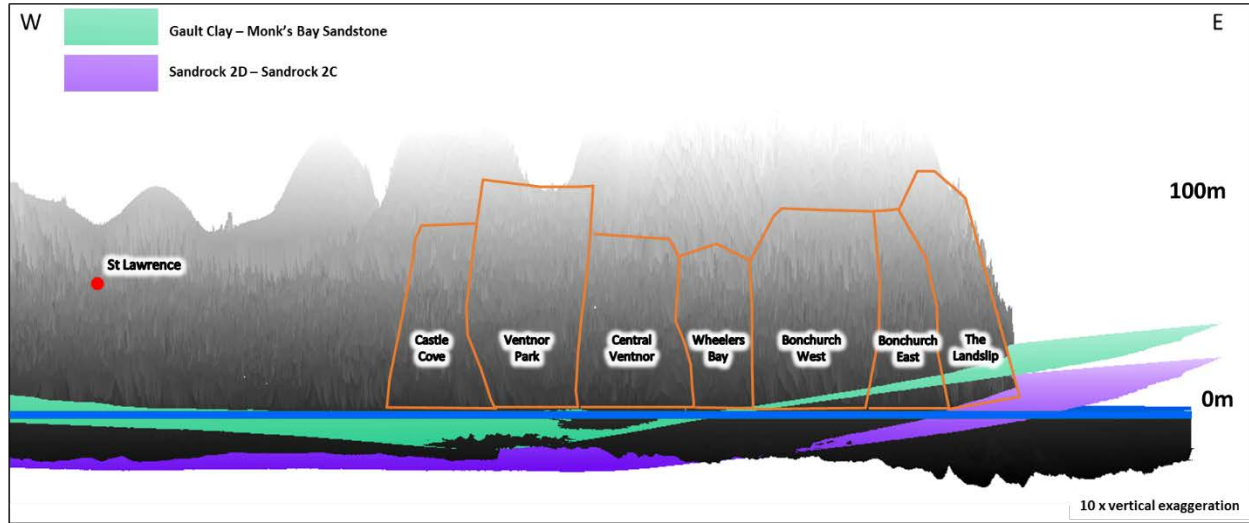 W
E
Gault Clay – Monk's Bay Sandstone
Sandrock 2D – Sandrock 2C
100m
St Lawrence
Castle
Cove
Ventnor
Park
Central
Ventnor
Wheelers
Bay
Bonchurch
West
Bonchurch
East
The
Landslip
0m
10 x vertical exaggeration